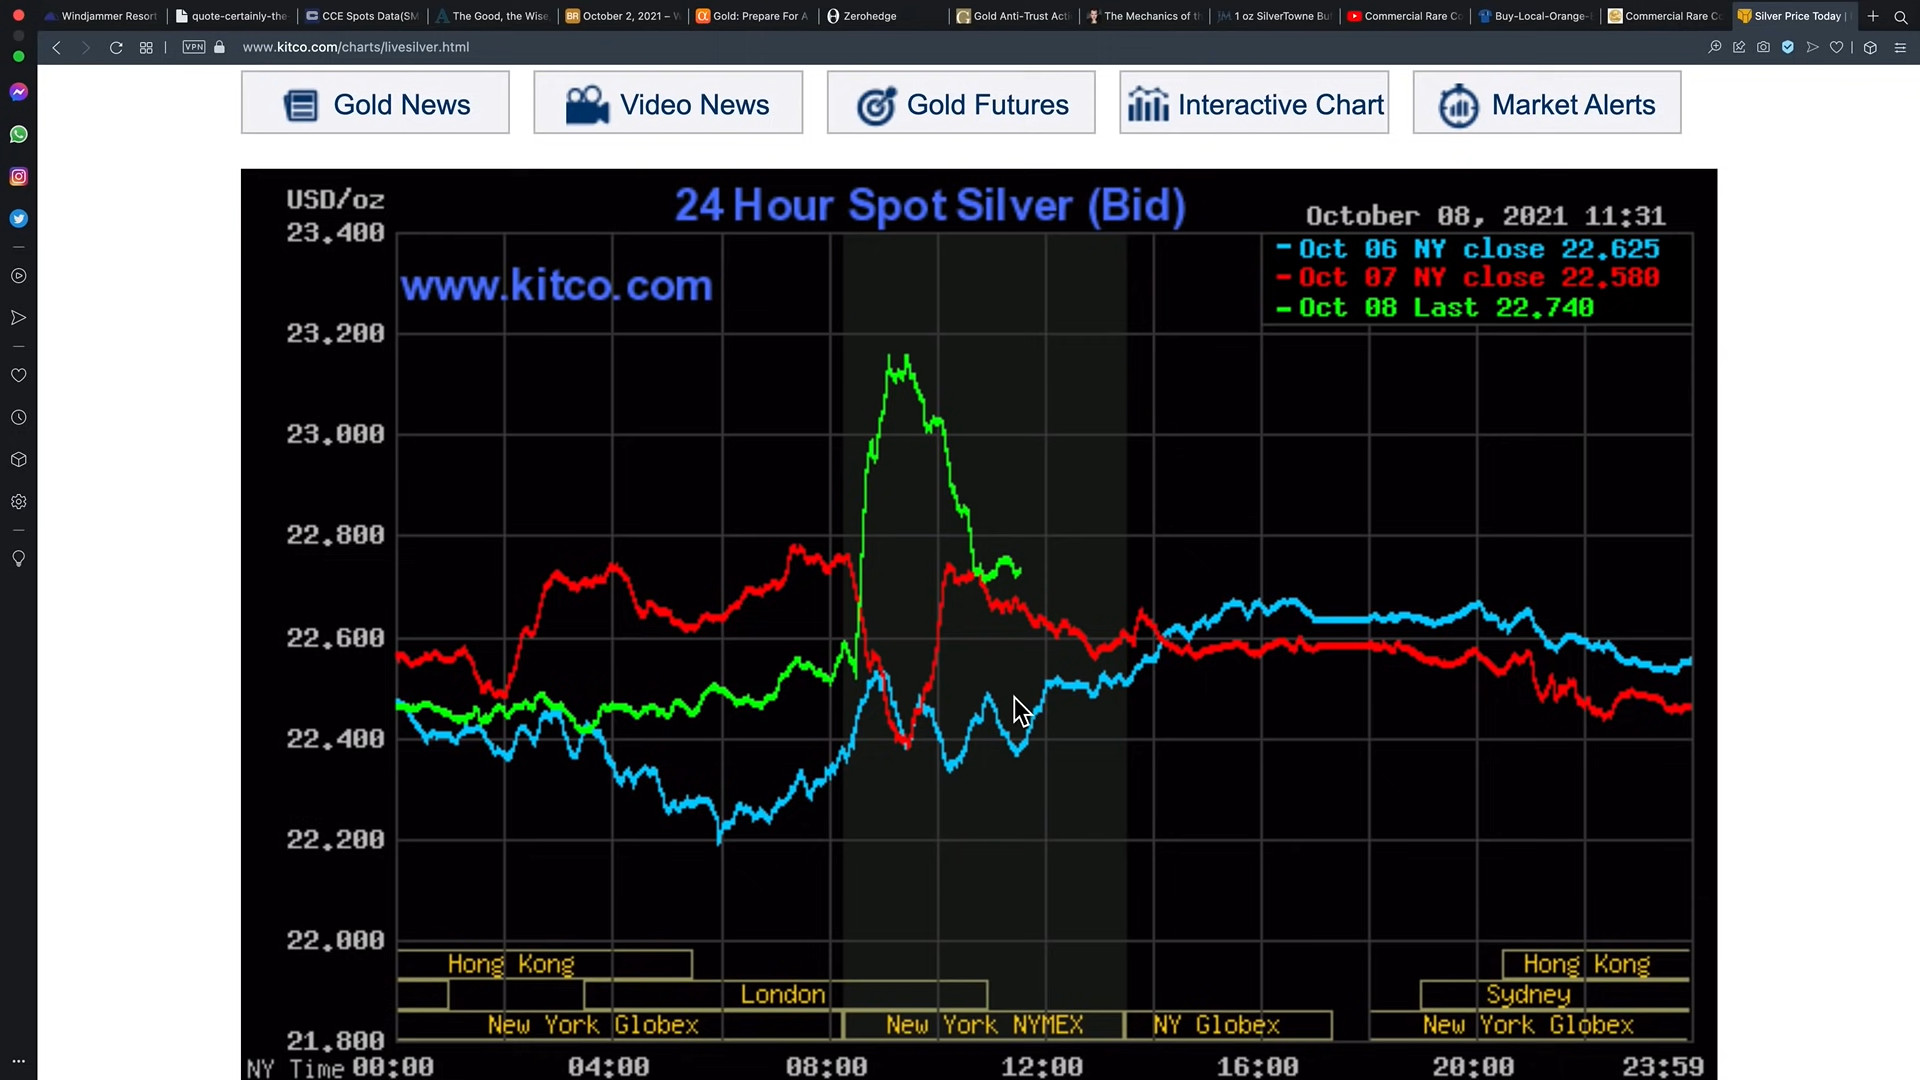 Windjammer Resort
quote-certainly-the-
CCE Spots Data(SM
The Good, the Wise,
October 2, 2021 – W
Gold: Prepare For A
Zerohedge
Gold Anti-Trust Acti
The Mechanics of th
1 oz SilverTowne Bu
Commercial Rare Co
Buy-Local-Orange-
Commercial Rare Co
Silver Price Today |
VPN
www.kitco.com/charts/livesilver.html
Gold News
Video News
Gold Futures
Interactive Chart
Market Alerts
USD/oz
24 Hour Spot Silver (Bid)
October 08, 2021 11:31
Oct 06 NY close 22.625
Oct 07 NY close 22.580
Oct 08 Last 22.740
www.kitco.com
23.400
23.200
23.000
22.800
22.600
22.400
22.200
22.000
21.800
Hong Kong
Hong Kong
London
Sydney
New York Globex
New York NYMEX
NY Globex
New York Globex
NY Time 00:00 04:00 08:00 12:00 16:00 20:00 23:59